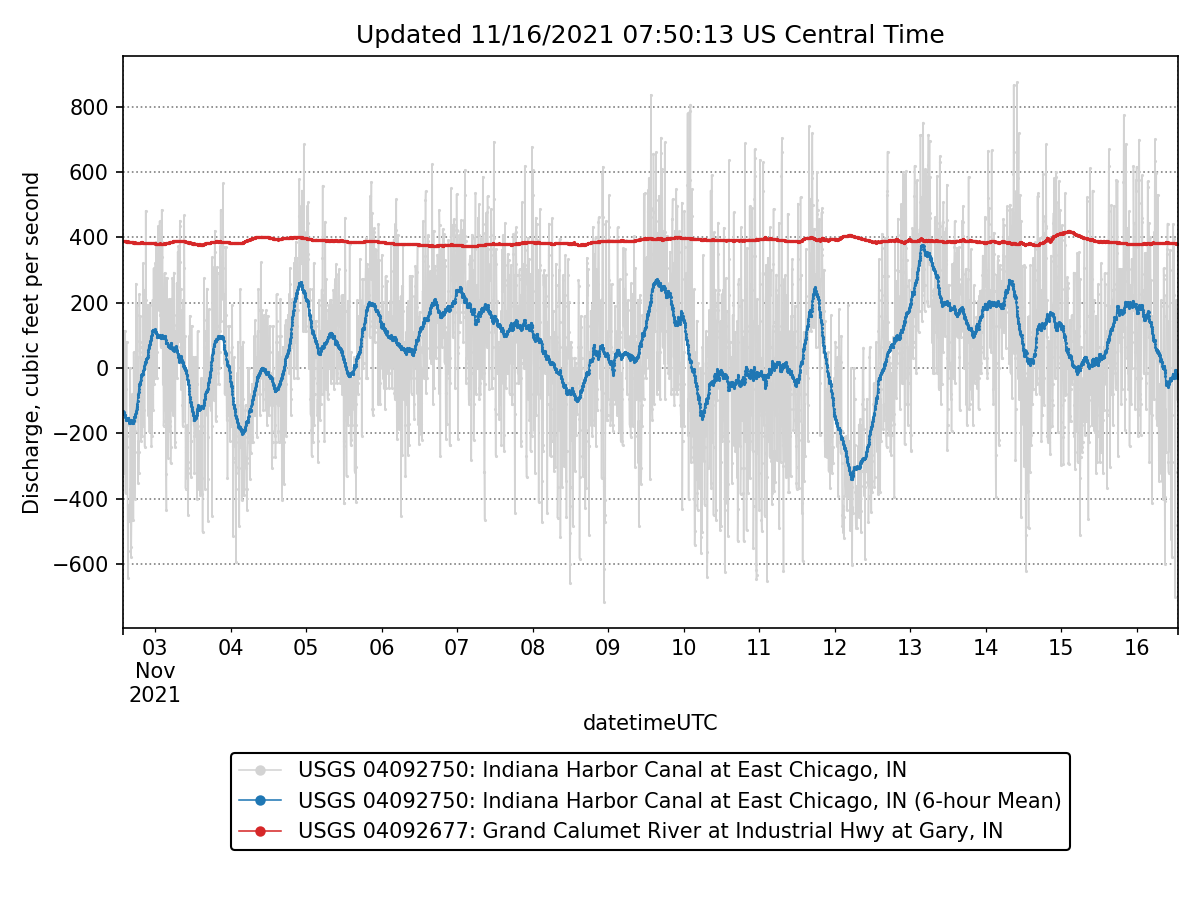 Updated 11/16/2021 07:50:13 US Central Time
Discharge, cubic feet per second
800
600
400
200
0
−200
−400
−600
03 04 05 06 07 08 09 10 11 12 13 14 15 16
Nov
2021
datetimeUTC
USGS 04092750: Indiana Harbor Canal at East Chicago, IN
USGS 04092750: Indiana Harbor Canal at East Chicago, IN (6-hour Mean)
USGS 04092677: Grand Calumet River at Industrial Hwy at Gary, IN